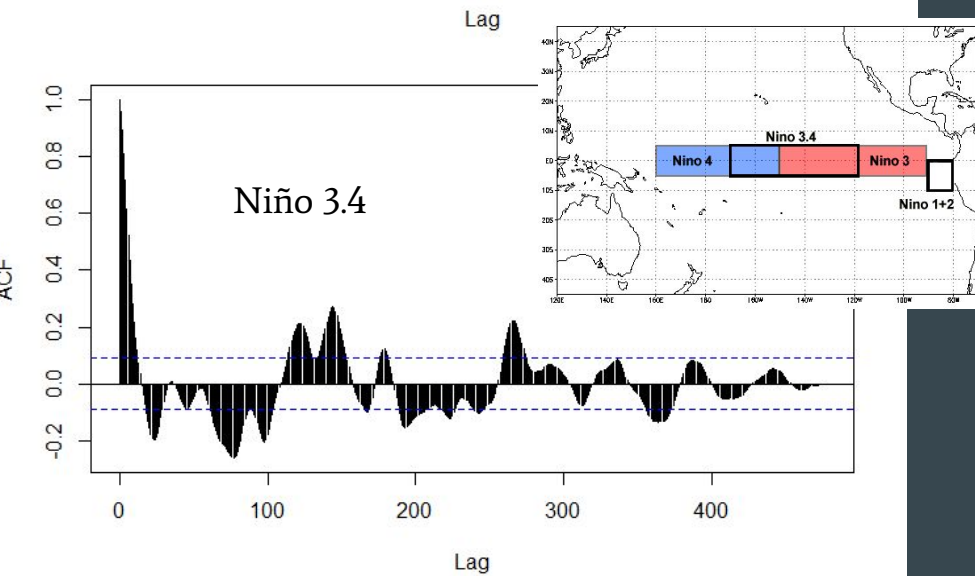 Lag
Niño 3.4
ACF
1.0
0.8
0.6
0.4
0.2
0.0
-0.2
0
100
200
300
400
Lag
40N
30N
20N
10N
EQ
10S
20S
30S
40S
Nino 3.4
Nino 4
Nino 3
Nino 1+2
120E
140E
160E
180
160W
140W
120W
100W
80W